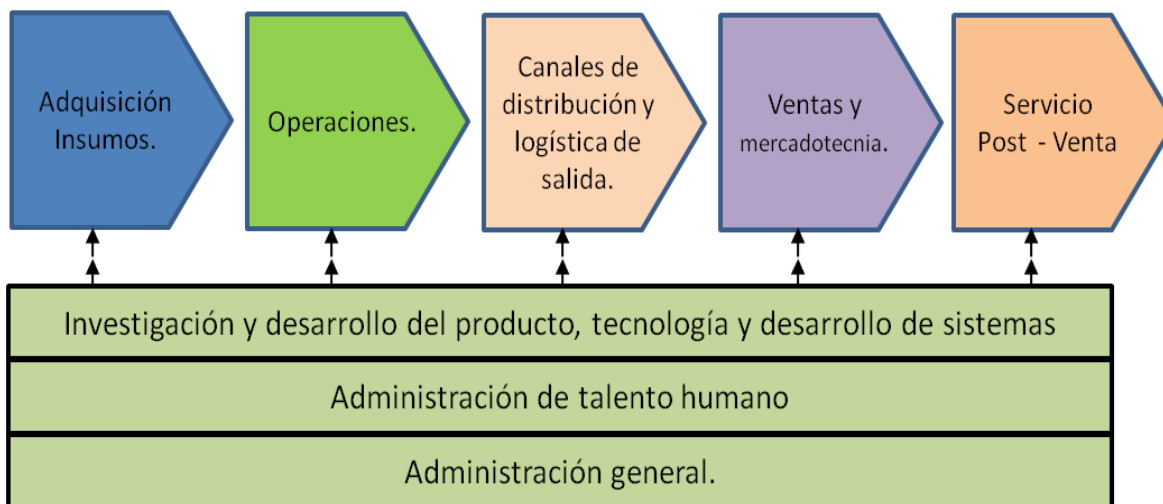 Adquisición
Insumos.
Operaciones.
Canales de
distribución y
logística de
salida.
Ventas y
mercadotecnia.
Servicio
Post - Venta
Investigación y desarrollo del producto, tecnología y desarrollo de sistemas
Administración de talento humano
Administración general.